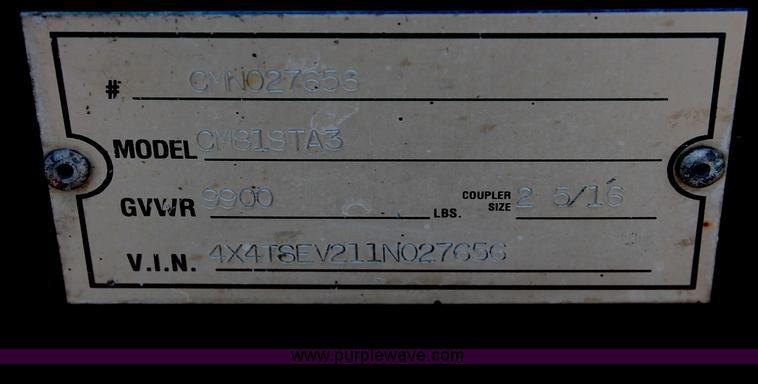 # CMN027656
MODEL CM818TA3
GVWR 9900 LBS. COUPLER SIZE 2 5/16
V.I.N. 4X4TSEV211N027656
www.purplewave.com